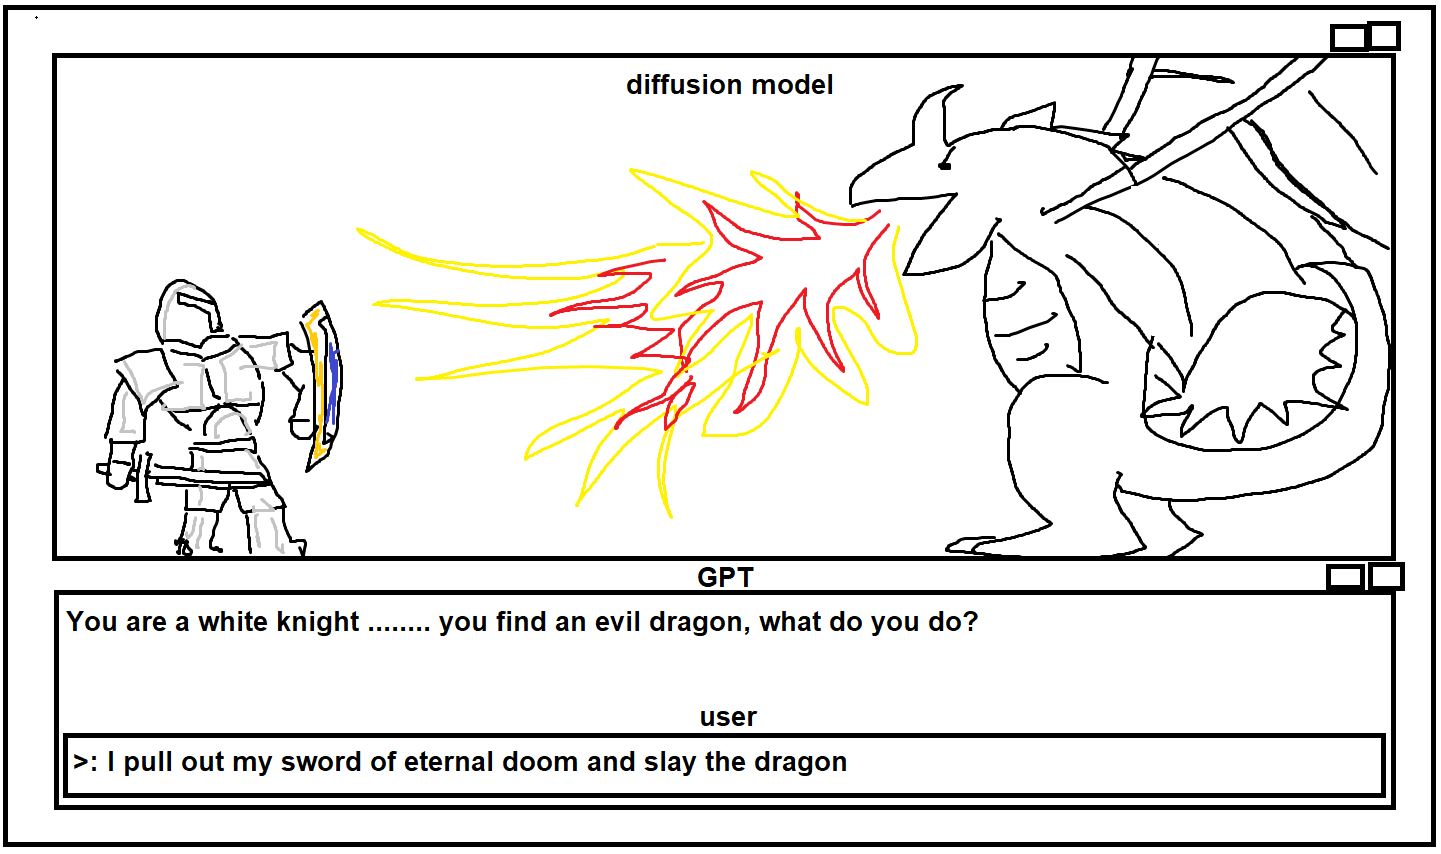 diffusion model
GPT
You are a white knight ........ you find an evil dragon, what do you do?
user
>: I pull out my sword of eternal doom and slay the dragon